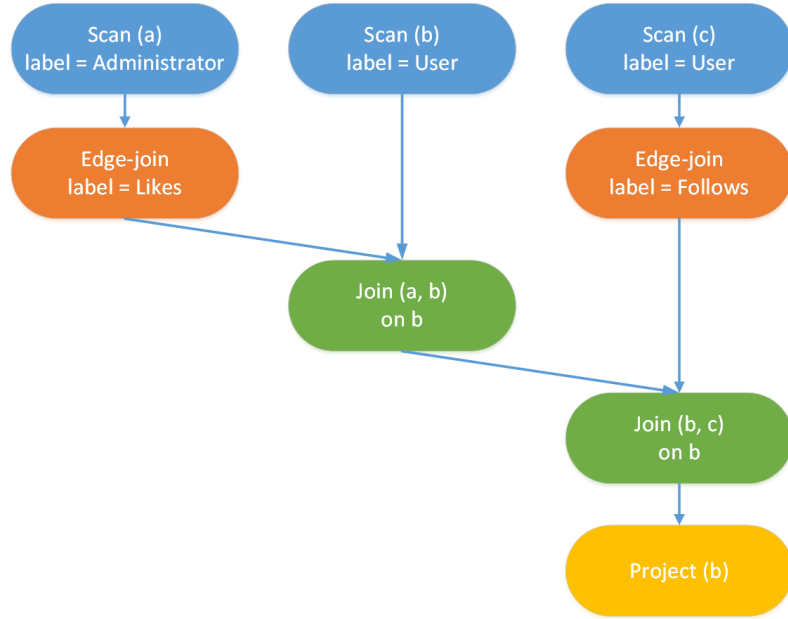 Scan (a)
label = Administrator
Scan (b)
label = User
Scan (c)
label = User
Edge-join
label = Likes
Edge-join
label = Follows
Join (a, b)
on b
Join (b, c)
on b
Project (b)